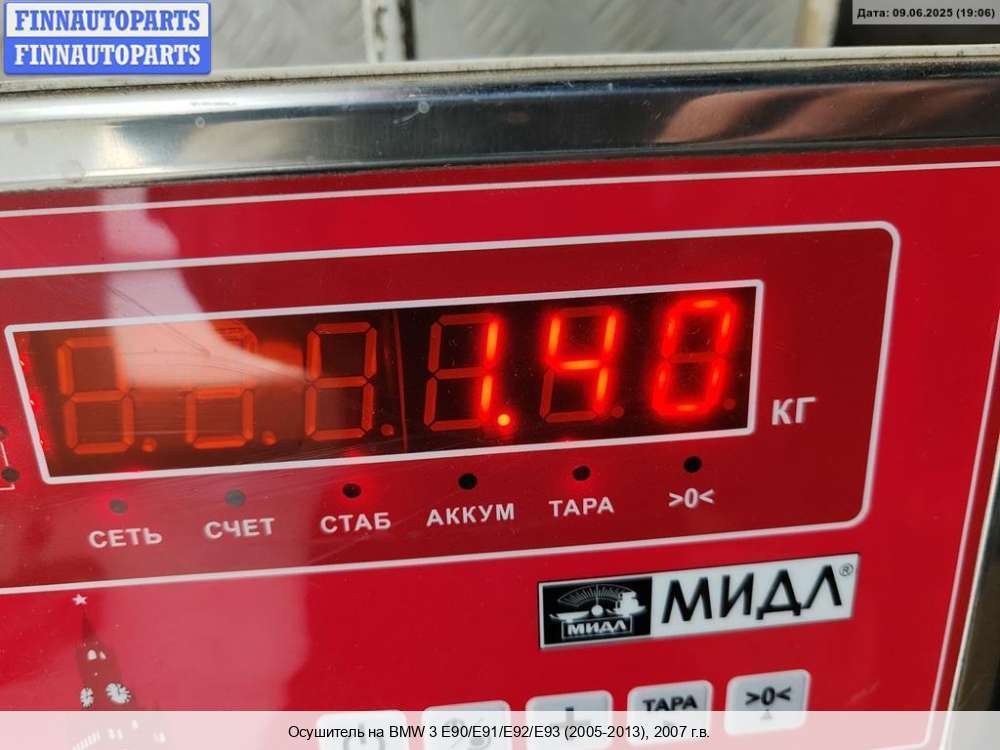 FINNAUTOPARTS
FINNAUTOPARTS
Дата: 09.06.2025 (19:06)
1.40
КГ
СЕТЬ СЧЕТ СТАБ АККУМ ТАРА >0<
МИДЛ МИДЛ®
ТАРА >0<
Осушитель на BMW 3 E90/E91/E92/E93 (2005-2013), 2007 г.в.